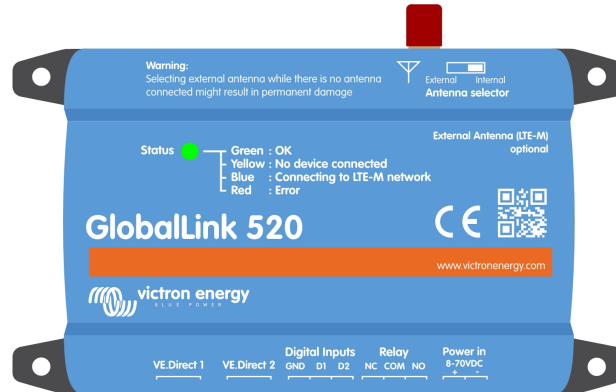 Warning:
Selecting external antenna while there is no antenna
connected might result in permanent damage
External Internal
Antenna selector
External Antenna (LTE-M)
optional
Status
Green : OK
Yellow : No device connected
Blue : Connecting to LTE-M network
Red : Error
GlobalLink 520
CE
www.victronenergy.com
victron energy
BLUE POWER
VE.Direct 1
VE.Direct 2
Digital Inputs
GND D1 D2
Relay
NC COM NO
Power in
8-70VDC
+ -